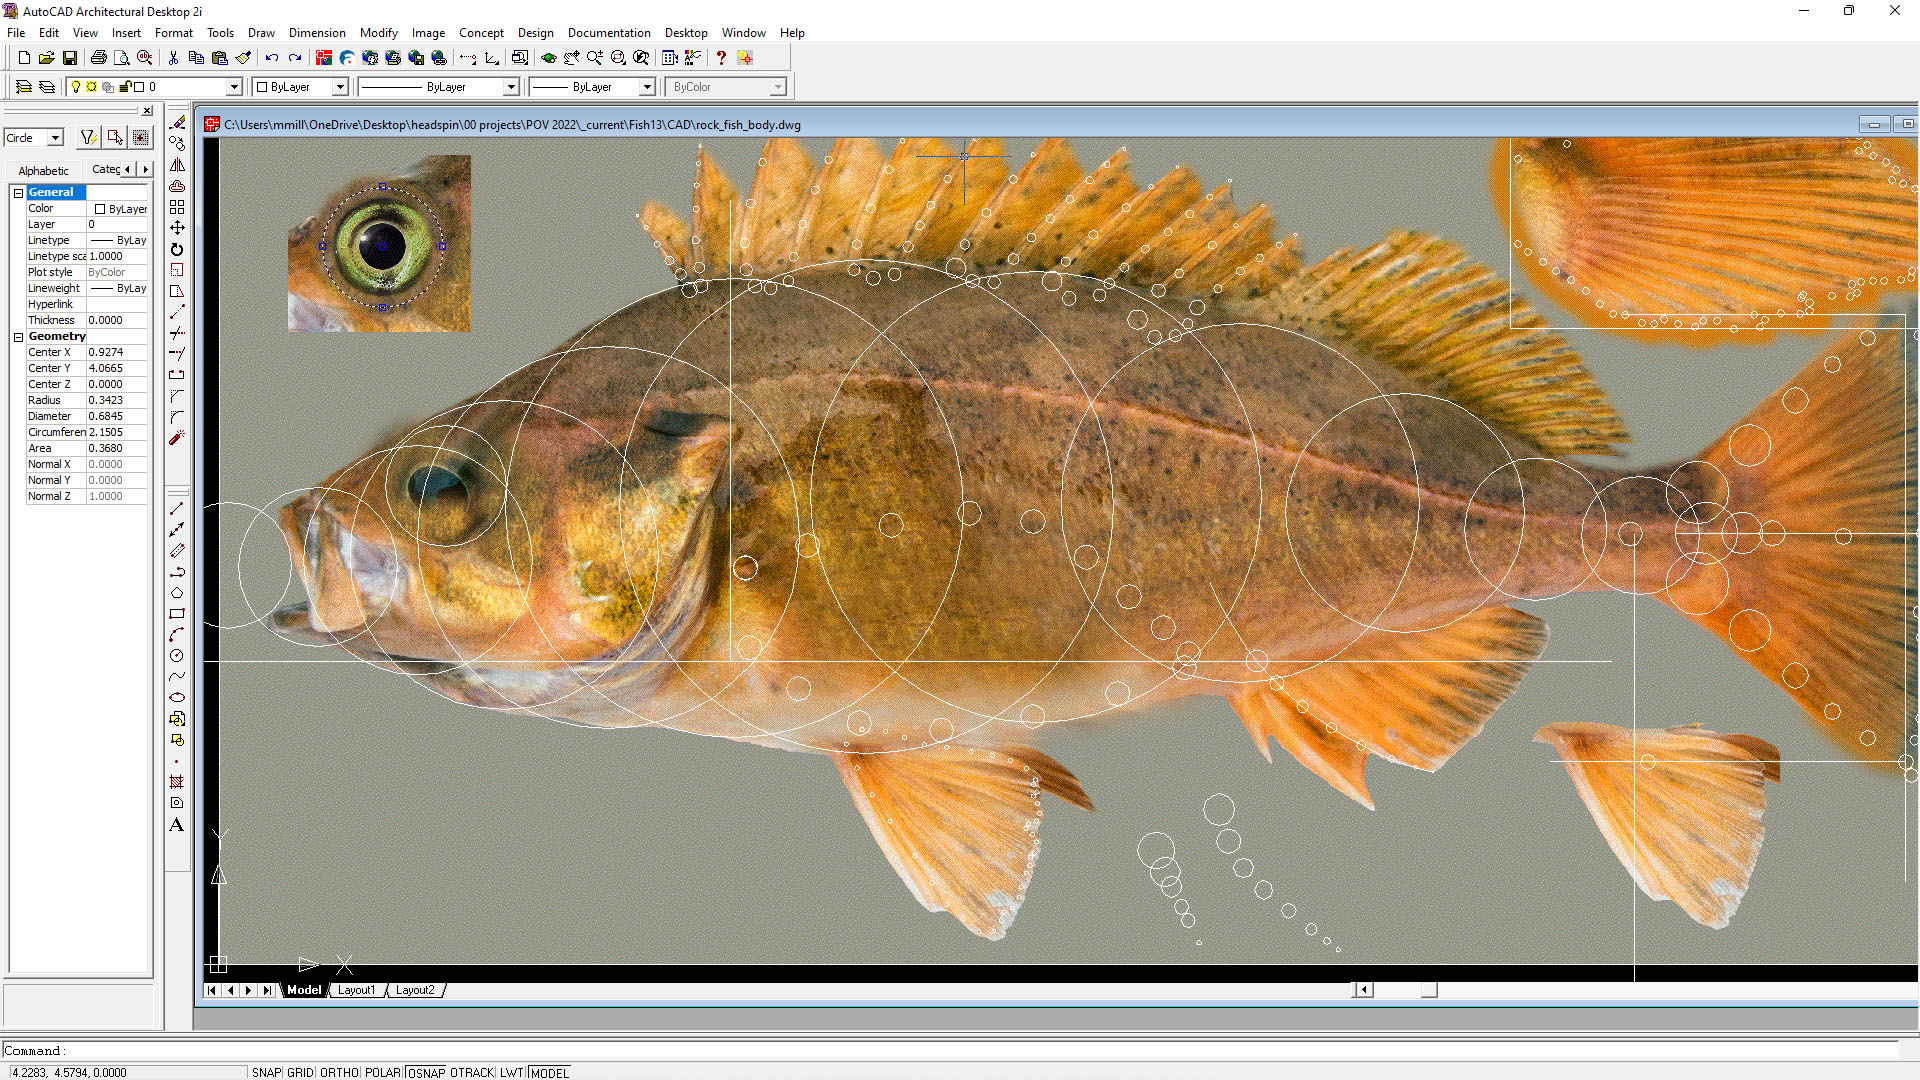 AutoCAD Architectural Desktop 2i
File Edit View Insert Format Tools Draw Dimension Modify Image Concept Design Documentation Desktop Window Help
0 ByLayer ByLayer ByLayer ByColor
C:\Users\mmill\OneDrive\Desktop\headspin\00 projects\POV 2022\_current\Fish13\CAD\rock_fish_body.dwg
Circle
Alphabetic Categ
General
Color ByLayer
Layer 0
Linetype ByLay
Linetype sca 1.0000
Plot style ByColor
Lineweight ByLay
Hyperlink
Thickness 0.0000
Geometry
Center X 0.9274
Center Y 4.0665
Center Z 0.0000
Radius 0.3423
Diameter 0.6845
Circumferen 2.1505
Area 0.3680
Normal X 0.0000
Normal Y 0.0000
Normal Z 1.0000
A
Y
X
Model Layout1 Layout2
Command:
4.2283, 4.5794, 0.0000 SNAP GRID ORTHO POLAR OSNAP OTRACK LWT MODEL